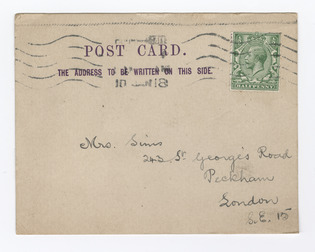 POST CARD.
THE ADDRESS TO BE WRITTEN ON THIS SIDE.
HALFPENNY
Mrs. Sims
243 St. George's Road
Peckham
London
S.E. 15